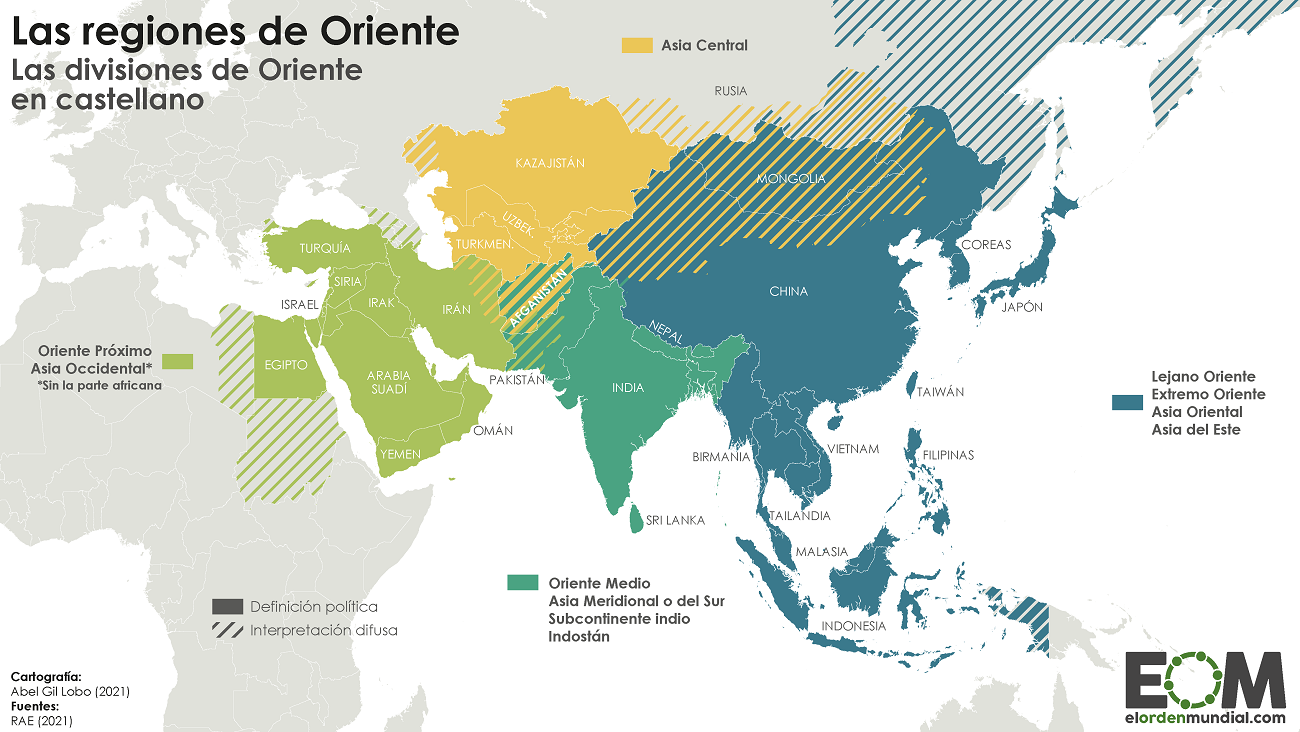 Las regiones de Oriente
Las divisiones de Oriente
en castellano
Asia Central
RUSIA
KAZAJISTÁN
MONGOLIA
UZBEK.
TURKMEN.
TURQUÍA
COREAS
SIRIA
AFGANISTÁN
CHINA
ISRAEL
IRAK
IRÁN
JAPÓN
NEPAL
Oriente Próximo
Asia Occidental*
*Sin la parte africana
EGIPTO
ARABIA
SUADÍ
PAKISTÁN
INDIA
TAIWÁN
Lejano Oriente
Extremo Oriente
Asia Oriental
Asia del Este
OMÁN
YEMEN
BIRMANIA
VIETNAM
FILIPINAS
SRI LANKA
TAILANDIA
MALASIA
Oriente Medio
Asia Meridional o del Sur
Subcontinente indio
Indostán
Definición política
Interpretación difusa
INDONESIA
Cartografía:
Abel Gil Lobo (2021)
Fuentes:
RAE (2021)
EOM
elordenmundial.com